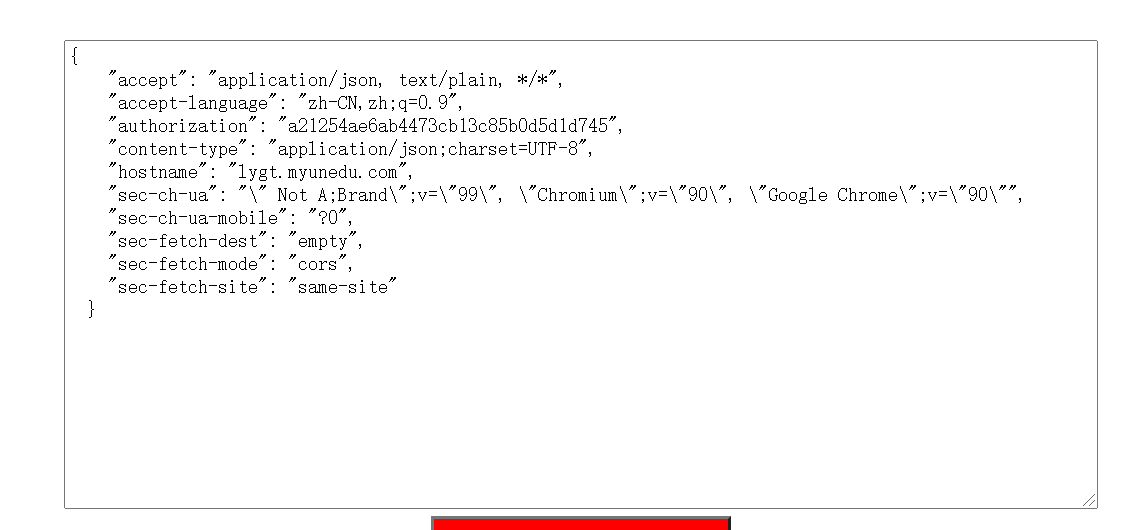 {
"accept": "application/json, text/plain, */*",
"accept-language": "zh-CN,zh;q=0.9",
"authorization": "a21254ae6ab4473cb13c85b0d5d1d745",
"content-type": "application/json;charset=UTF-8",
"hostname": "lygt.myunedu.com",
"sec-ch-ua": "\" Not A;Brand\";v=\"99\", \"Chromium\";v=\"90\", \"Google Chrome\";v=\"90\"",
"sec-ch-ua-mobile": "?0",
"sec-fetch-dest": "empty",
"sec-fetch-mode": "cors",
"sec-fetch-site": "same-site"
}